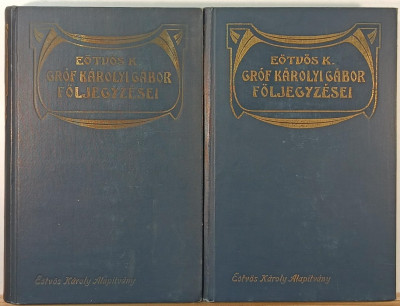 EÖTVÖS K.
GRÓF KÁROLYI GÁBOR
FÖLJEGYZÉSEI
Eötvös Károly Alapítvány
EÖTVÖS K.
GRÓF KÁROLYI GÁBOR
FÖLJEGYZÉSEI
Eötvös Károly Alapítvány